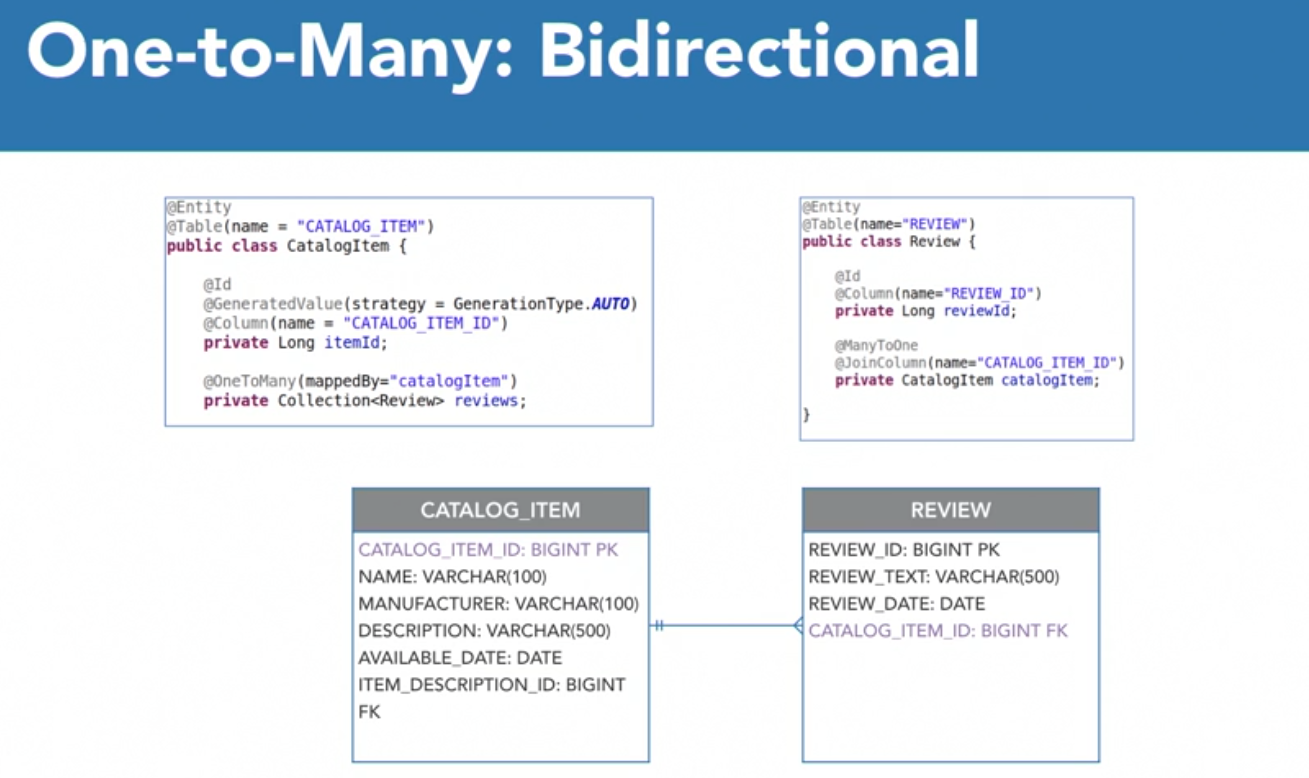 One-to-Many: Bidirectional
@Entity
@Table(name = "CATALOG_ITEM")
public class CatalogItem {
@Id
@GeneratedValue(strategy = GenerationType.AUTO)
@Column(name = "CATALOG_ITEM_ID")
private Long itemId;
@OneToMany(mappedBy="catalogItem")
private Collection<Review> reviews;
@Entity
@Table(name="REVIEW")
public class Review {
@Id
@Column(name="REVIEW_ID")
private Long reviewId;
@ManyToOne
@JoinColumn(name="CATALOG_ITEM_ID")
private CatalogItem catalogItem;
}
CATALOG_ITEM
CATALOG_ITEM_ID: BIGINT PK
NAME: VARCHAR(100)
MANUFACTURER: VARCHAR(100)
DESCRIPTION: VARCHAR(500)
AVAILABLE_DATE: DATE
ITEM_DESCRIPTION_ID: BIGINT
FK
REVIEW
REVIEW_ID: BIGINT PK
REVIEW_TEXT: VARCHAR(500)
REVIEW_DATE: DATE
CATALOG_ITEM_ID: BIGINT FK